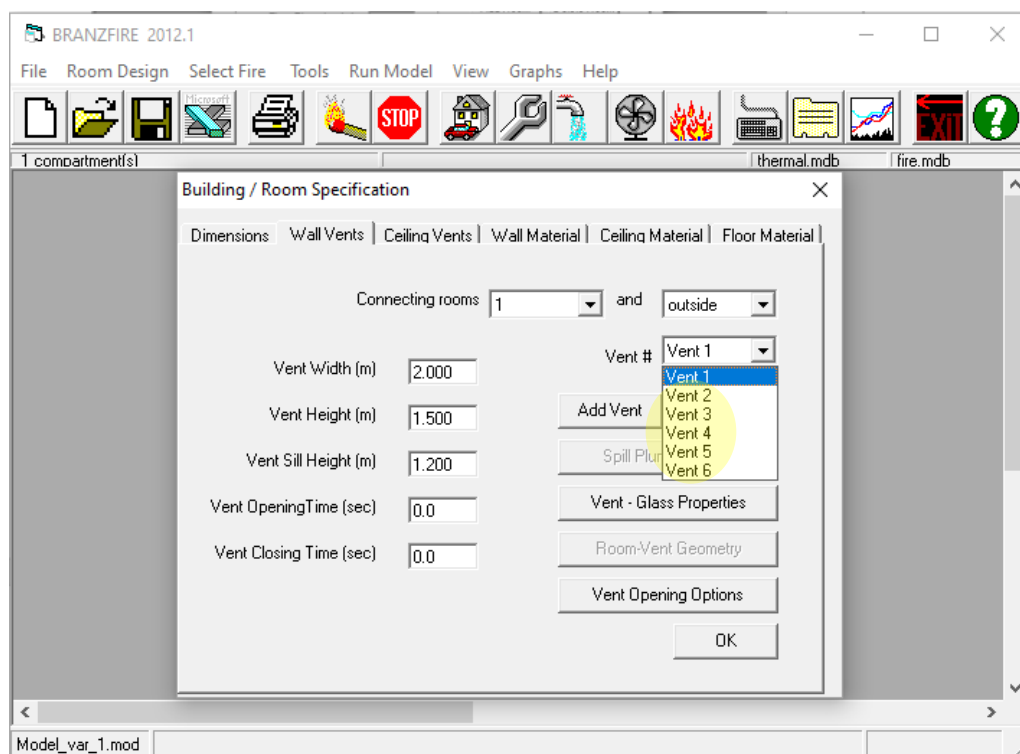 BRANZFIRE 2012.1
File Room Design Select Fire Tools Run Model View Graphs Help
Microsoft
STOP
EXIT
1 compartment(s) thermal.mdb fire.mdb
Building / Room Specification
Dimensions Wall Vents Ceiling Vents Wall Material Ceiling Material Floor Material
Connecting rooms 1 and outside
Vent # Vent 1
Vent Width (m) 2.000
Vent 1
Vent 2
Vent Height (m) 1.500
Add Vent
Vent 3
Vent 4
Vent Sill Height (m) 1.200
Spill Plu
Vent 5
Vent 6
Vent OpeningTime (sec) 0.0
Vent - Glass Properties
Vent Closing Time (sec) 0.0
Room-Vent Geometry
Vent Opening Options
OK
Model_var_1.mod